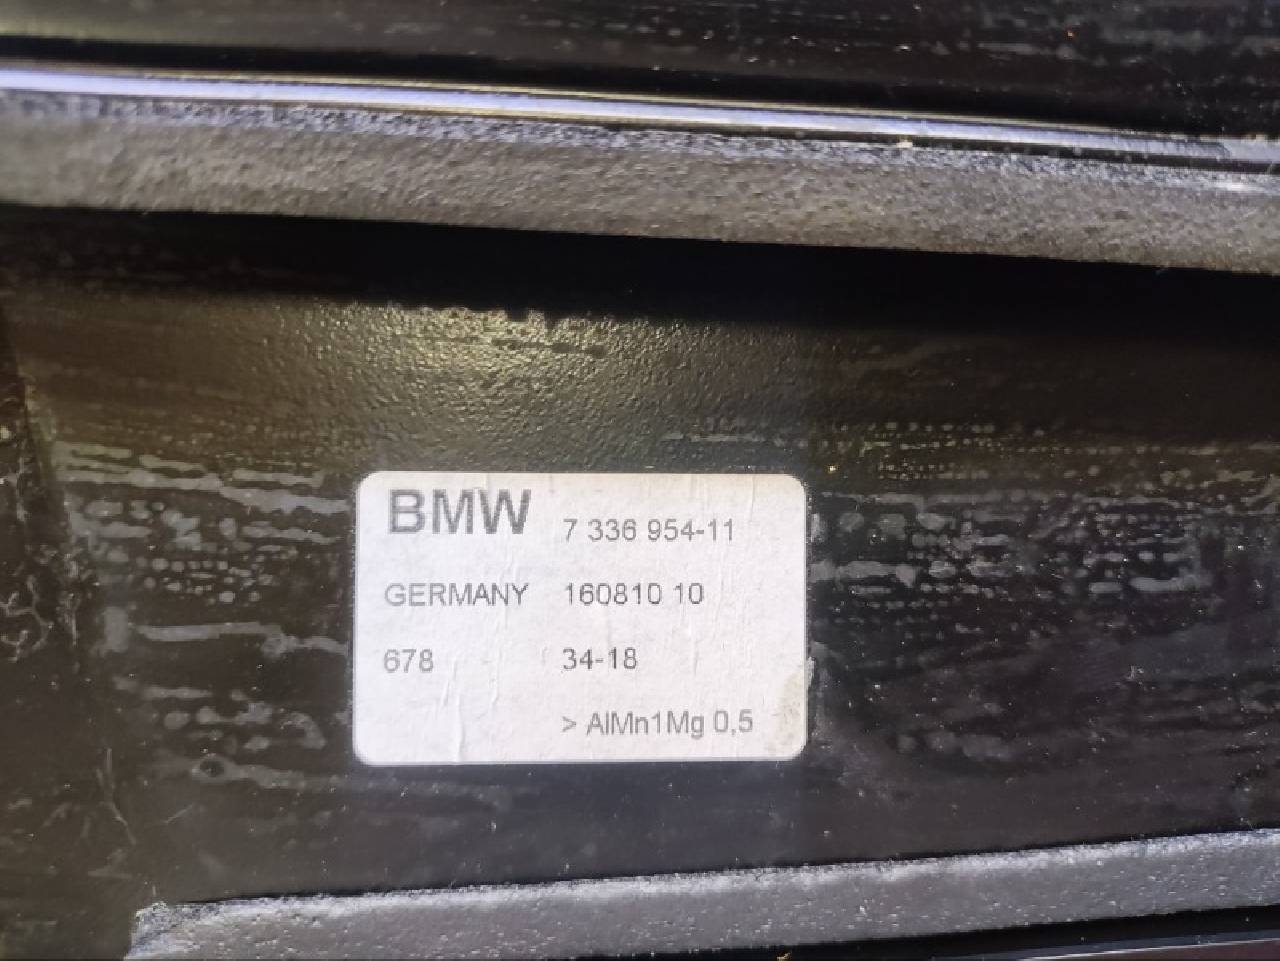 BMW 7 336 954-11
GERMANY 160810 10
678 34-18
> AlMn1Mg 0,5